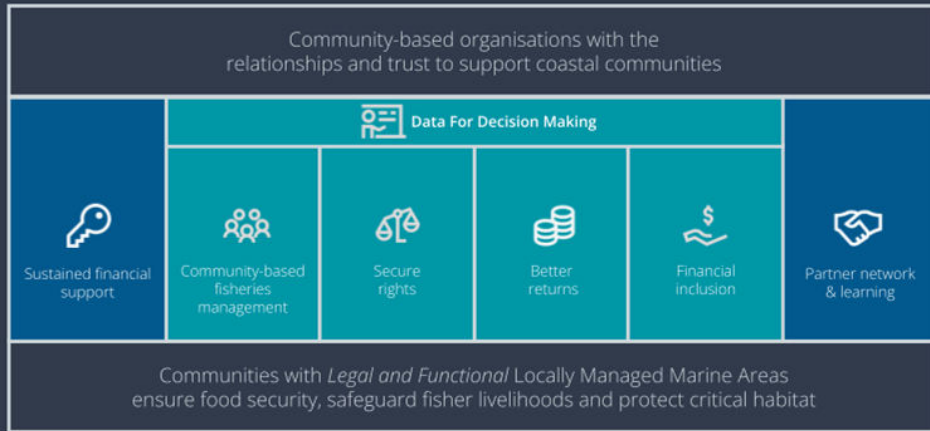 Community-based organisations with the
relationships and trust to support coastal communities
Data For Decision Making
Sustained financial
support
Community-based
fisheries
management
Secure
rights
Better
returns
Financial
inclusion
Partner network
& learning
Communities with Legal and Functional Locally Managed Marine Areas
ensure food security, safeguard fisher livelihoods and protect critical habitat